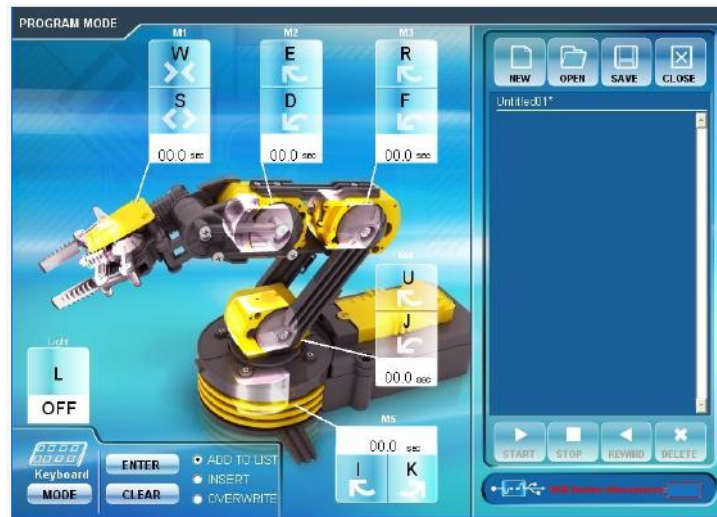 PROGRAM MODE
M1
W
S
00.0 sec
M2
E
D
00.0 sec
M3
R
F
00.0 sec
NEW
OPEN
SAVE
CLOSE
Untitled01*
M4
U
J
00.0 sec
Light
L
OFF
M5
00.0 sec
I
K
Keyboard
MODE
ENTER
CLEAR
ADD TO LIST
INSERT
OVERWRITE
START
STOP
REWIND
DELETE